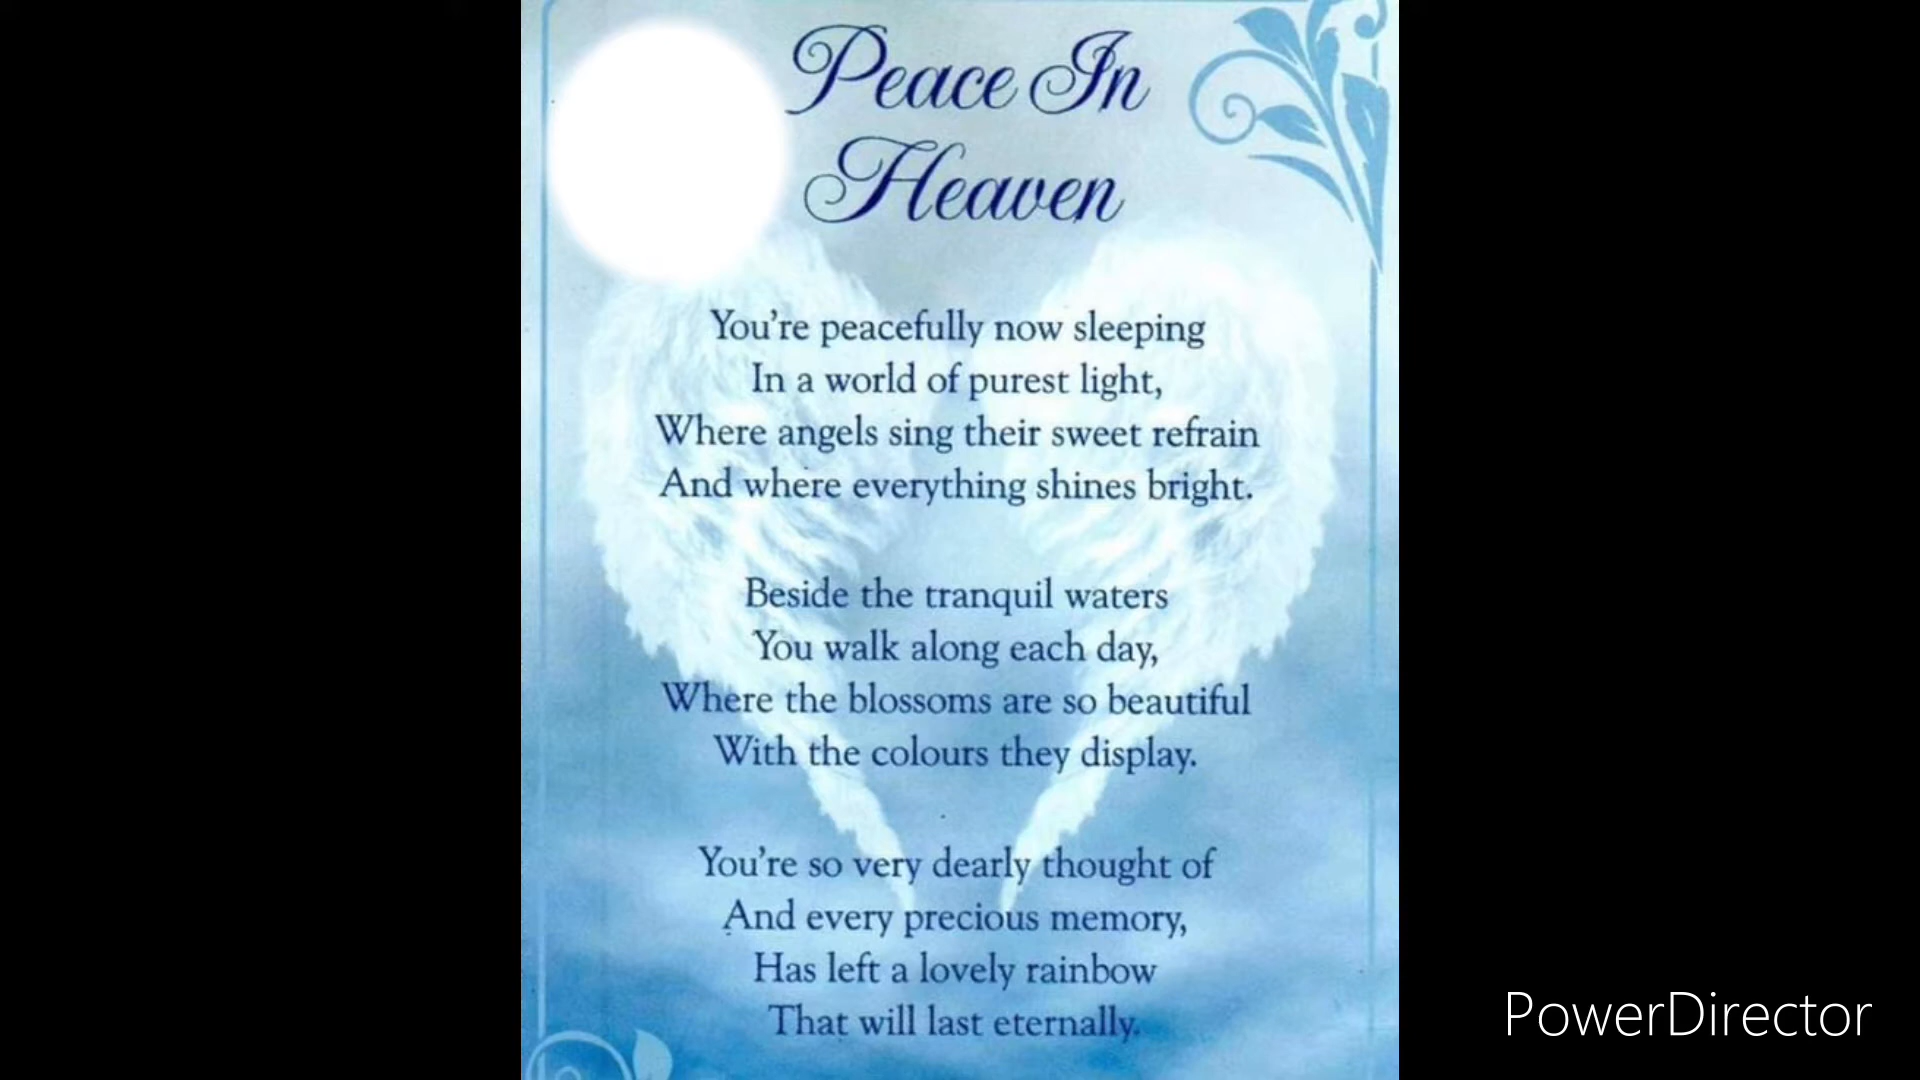 Peace In
Heaven
You're peacefully now sleeping
In a world of purest light,
Where angels sing their sweet refrain
And where everything shines bright.
Beside the tranquil waters
You walk along each day,
Where the blossoms are so beautiful
With the colours they display.
You're so very dearly thought of
And every precious memory,
Has left a lovely rainbow
That will last eternally.
PowerDirector